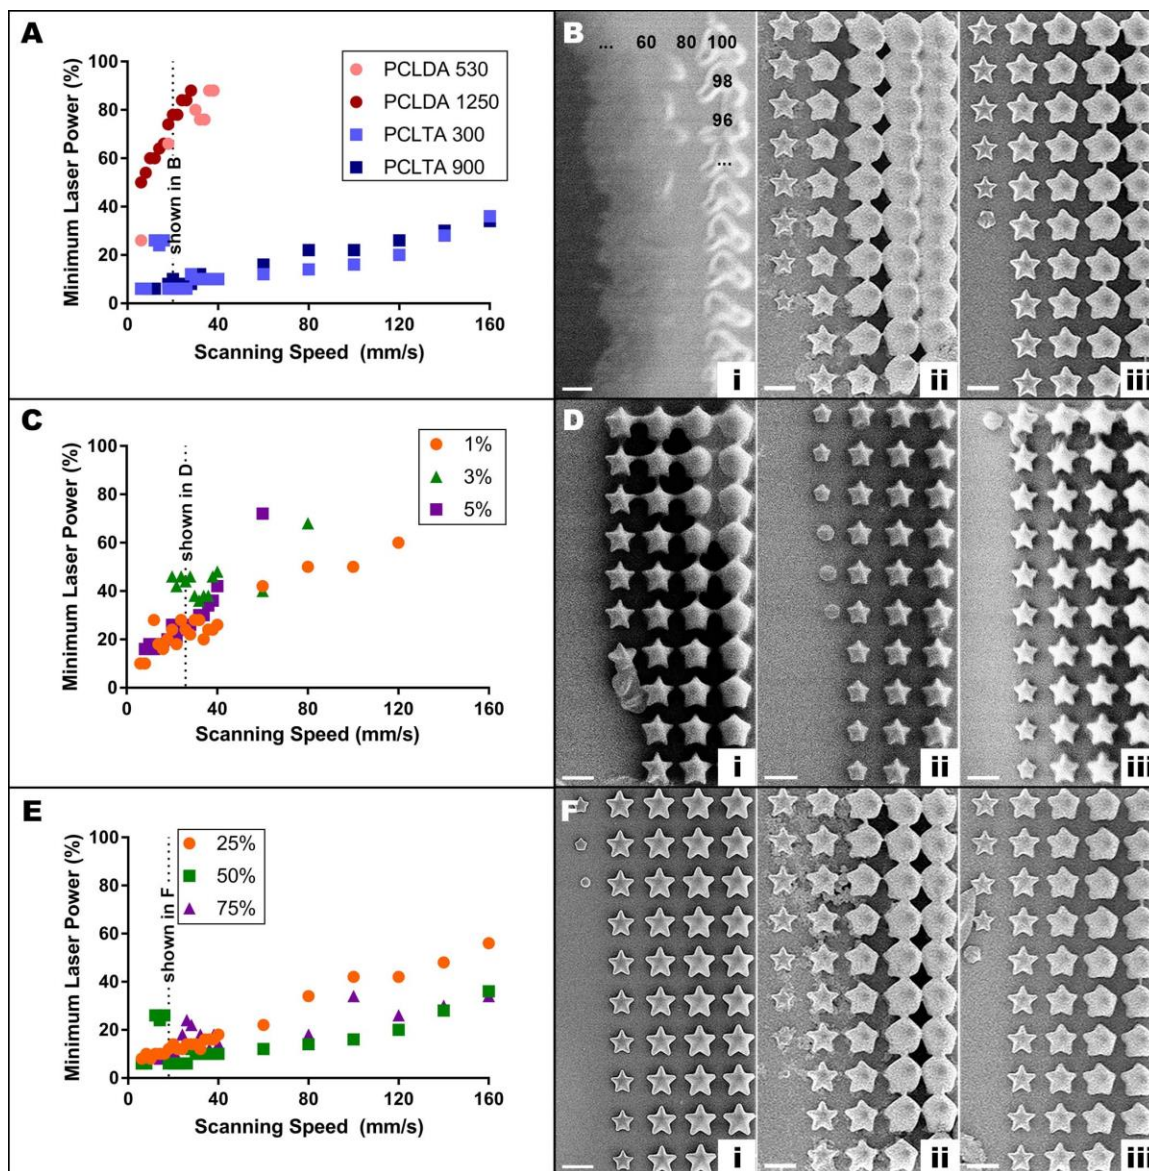 A
Minimum Laser Power (%)
100
80
60
40
20
0
0 40 80 120 160
Scanning Speed (mm/s)
shown in B
PCLDA 530
PCLDA 1250
PCLTA 300
PCLTA 900
B
... 60 80 100
98
96
...
i
ii
iii
C
Minimum Laser Power (%)
100
80
60
40
20
0
0 40 80 120 160
Scanning Speed (mm/s)
shown in D
1%
3%
5%
D
i
ii
iii
E
Minimum Laser Power (%)
100
80
60
40
20
0
0 40 80 120 160
Scanning Speed (mm/s)
shown in F
25%
50%
75%
F
i
ii
iii